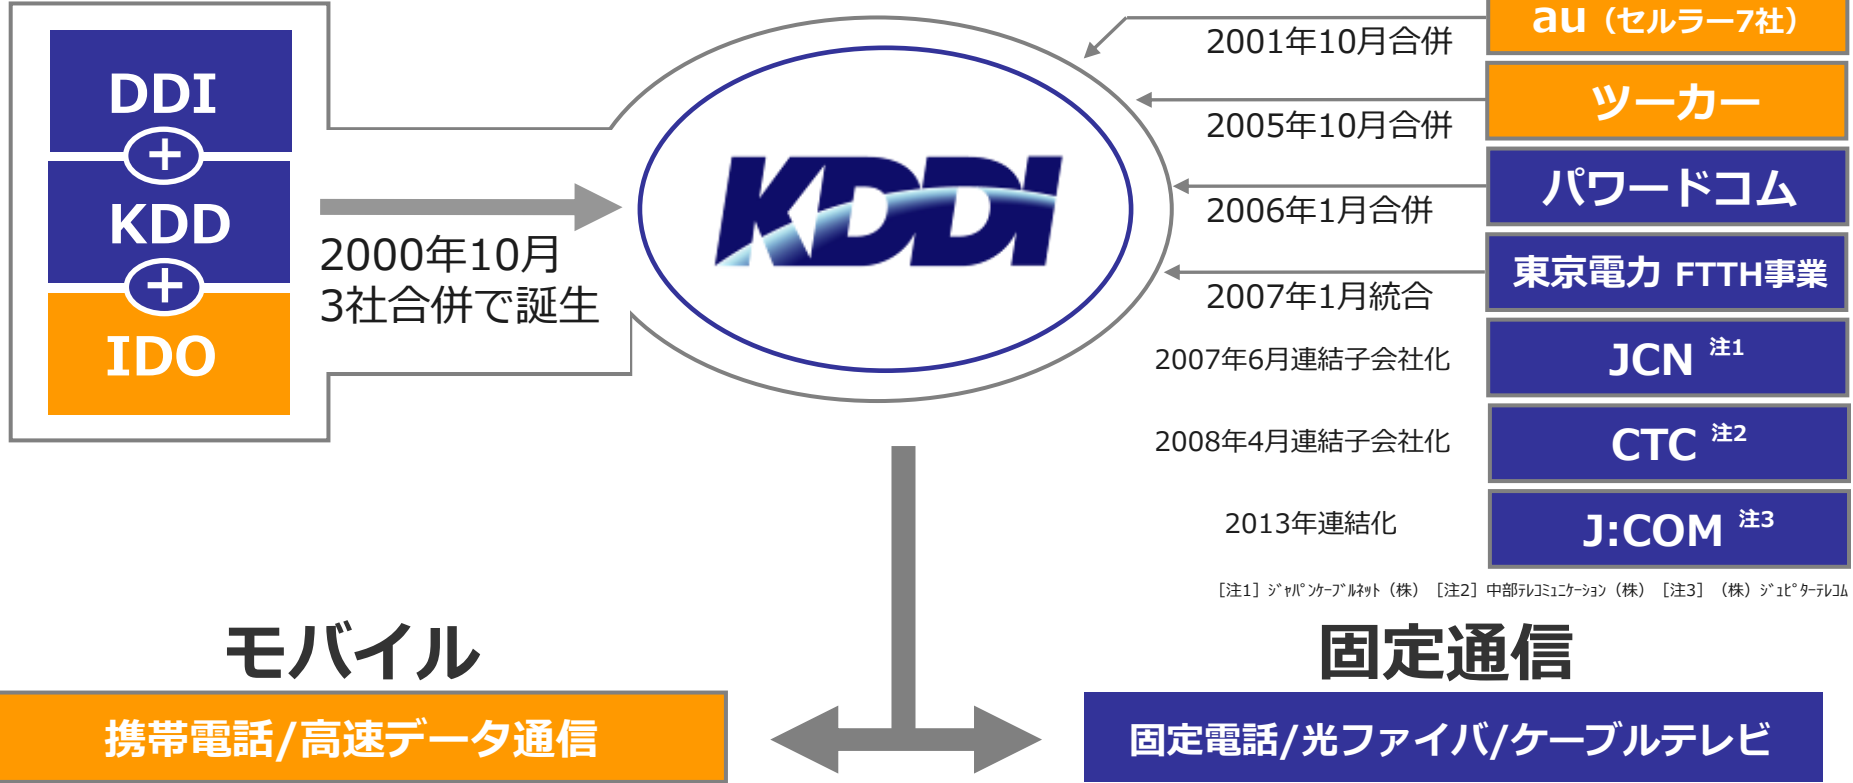 DDI
+
KDD
+
IDO
2000年10月
3社合併で誕生
KDDI
2001年10月合併
au（セルラー7社）
2005年10月合併
ツーカー
2006年1月合併
パワードコム
2007年1月統合
東京電力 FTTH事業
2007年6月連結子会社化
JCN 注1
2008年4月連結子会社化
CTC 注2
2013年連結化
J:COM 注3
［注1］ｼﾞｬﾊﾟﾝｹｰﾌﾞﾙﾈｯﾄ（株）［注2］中部ﾃﾚｺﾐｭﾆｹｰｼｮﾝ（株）［注3］（株）ｼﾞｭﾋﾟﾀｰﾃﾚｺﾑ
モバイル
携帯電話/高速データ通信
固定通信
固定電話/光ファイバ/ケーブルテレビ